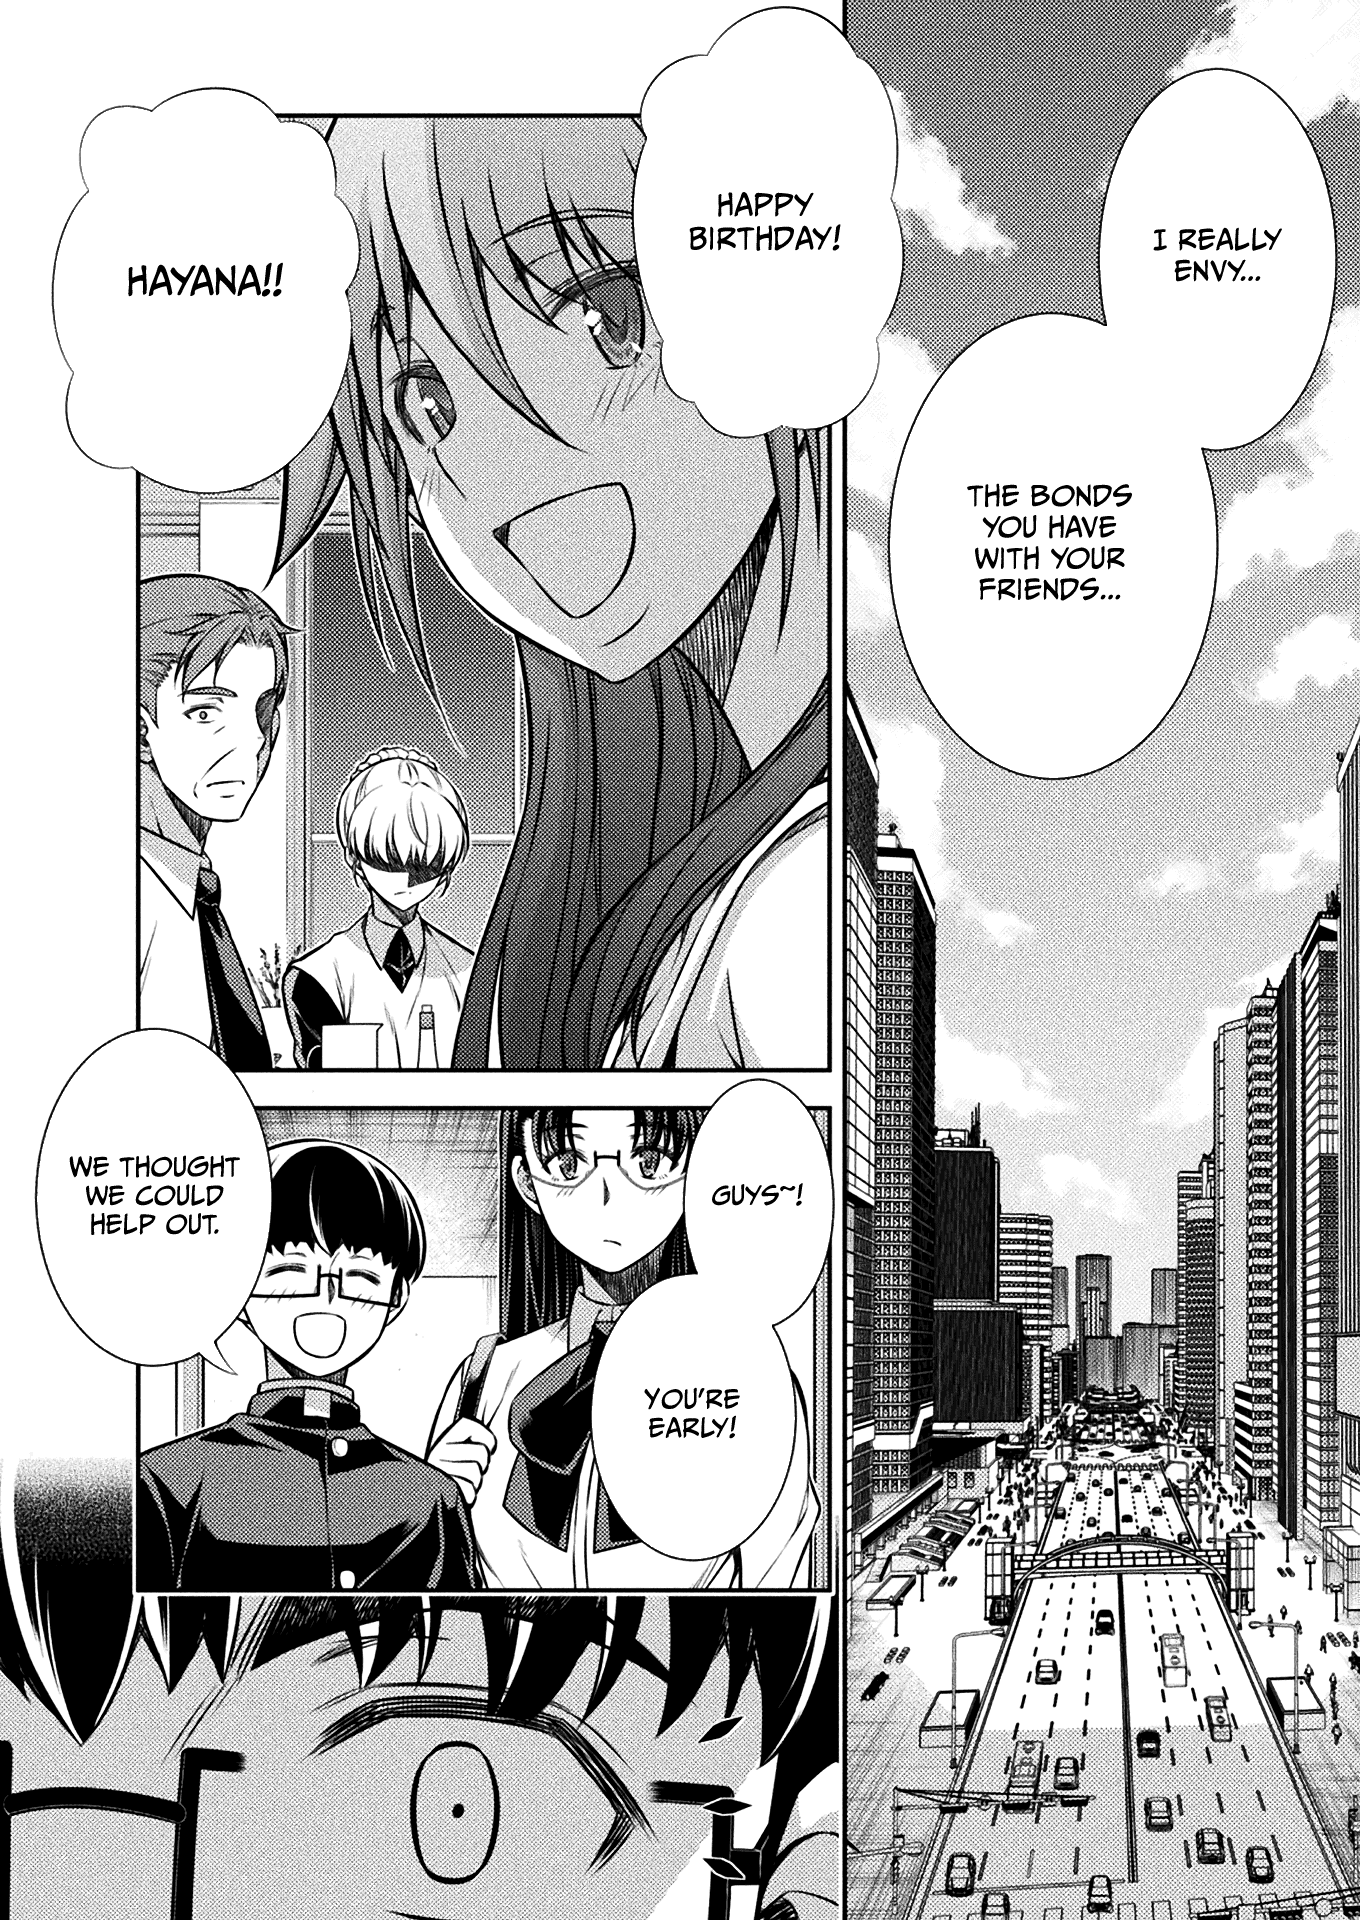 I REALLY
ENVY...
THE BONDS
YOU HAVE
WITH YOUR
FRIENDS...
HAPPY
BIRTHDAY!
HAYANA!!
GUYS~!
YOU'RE
EARLY!
WE THOUGHT
WE COULD
HELP OUT.